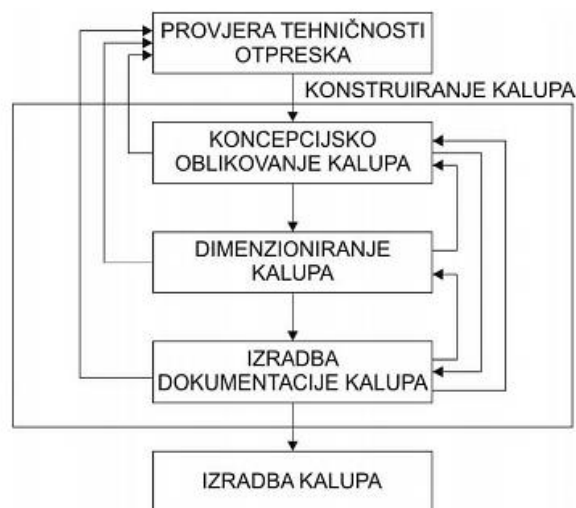 PROVJERA TEHNIČNOSTI
OTPRESKA
KONSTRUIRANJE KALUPA
KONCEPCIJSKO
OBLIKOVANJE KALUPA
DIMENZIONIRANJE
KALUPA
IZRADBA
DOKUMENTACIJE KALUPA
IZRADBA KALUPA